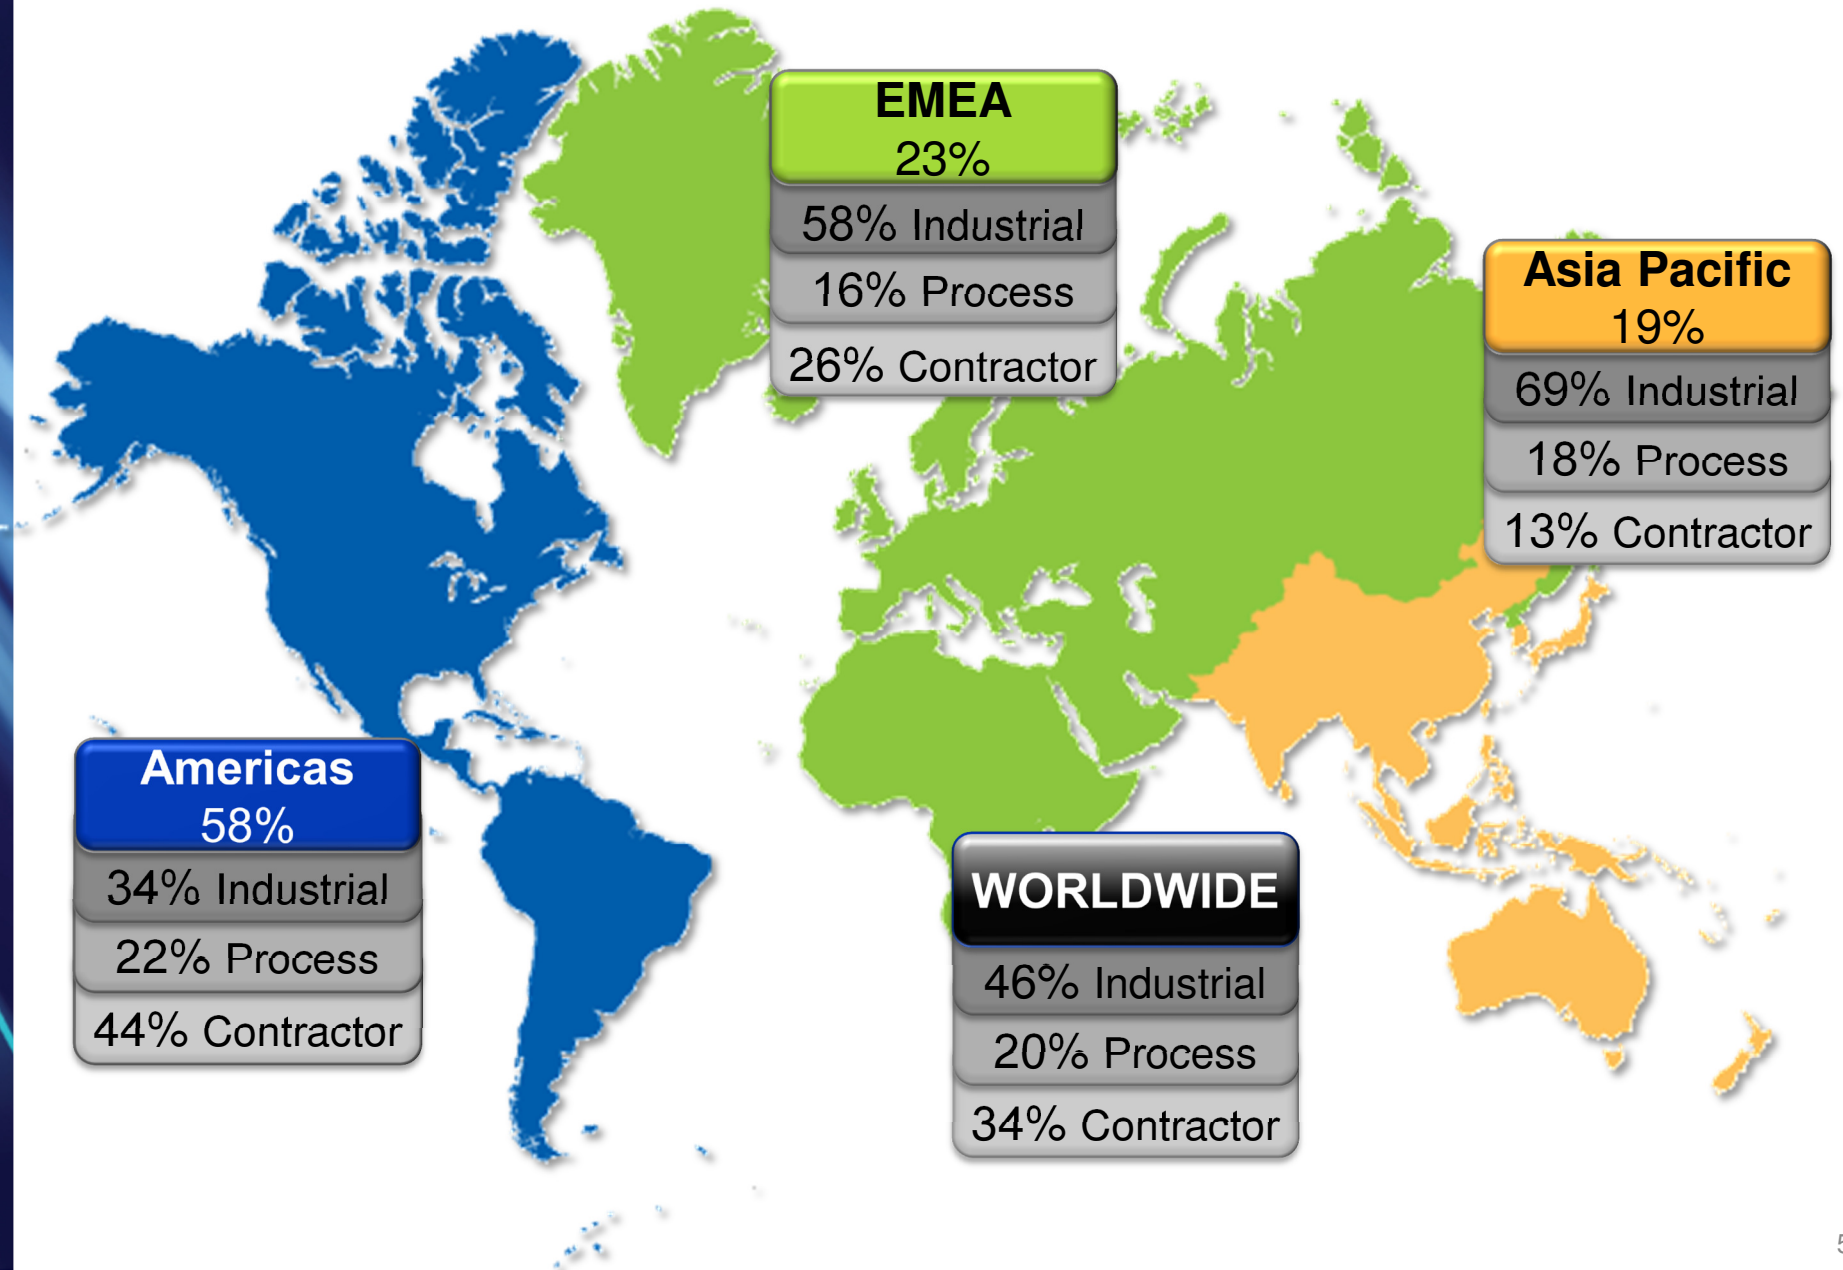 EMEA
23%
58% Industrial
16% Process
26% Contractor
Asia Pacific
19%
69% Industrial
18% Process
13% Contractor
Americas
58%
34% Industrial
22% Process
44% Contractor
WORLDWIDE
46% Industrial
20% Process
34% Contractor
5